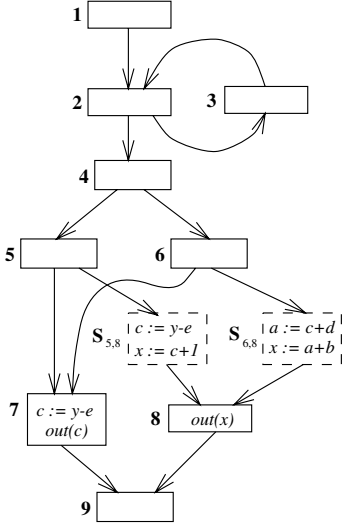 1
2
3
4
5
6
S5,8
c := y-e
x := c+1
S6,8
a := c+d
x := a+b
7
c := y-e
out(c)
8
out(x)
9